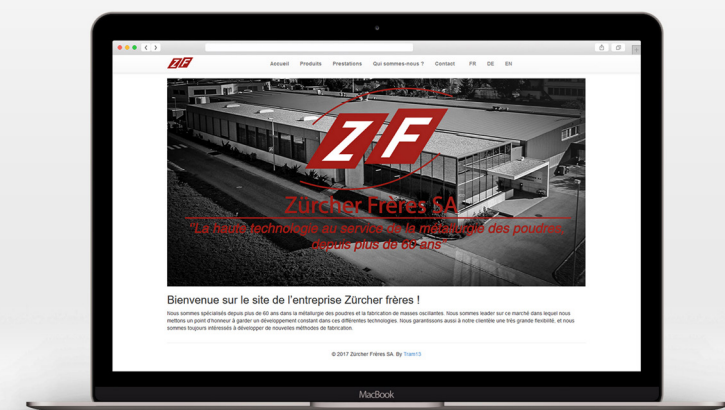 ZF
Accueil Produits Prestations Qui sommes-nous ? Contact FR DE EN
ZF
Zürcher Frères SA
"La haute technologie au service de la métallurgie des poudres,
depuis plus de 60 ans"
Bienvenue sur le site de l'entreprise Zürcher frères !
Nous sommes spécialisés depuis plus de 60 ans dans la métallurgie des poudres et la fabrication de masses oscillantes. Nous sommes leader sur ce marché dans lequel nous
mettons un point d'honneur à garder un développement constant dans ces différentes technologies. Nous garantissons aussi à notre clientèle une très grande flexibilité, et nous
sommes toujours intéressés à développer de nouvelles méthodes de fabrication.
© 2017 Zürcher Frères SA. By Tram13
MacBook